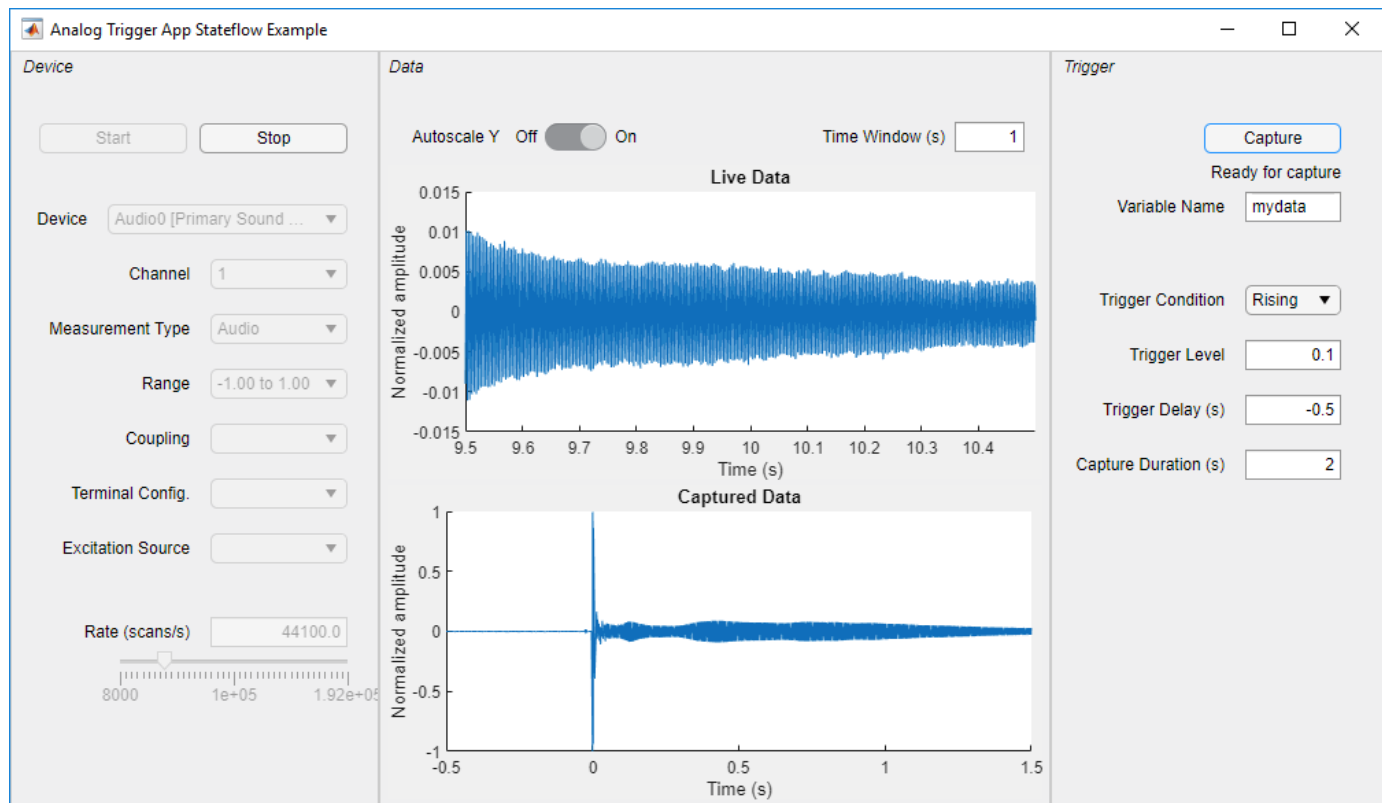 Analog Trigger App Stateflow Example
Device
Start
Stop
Device
Audio0 [Primary Sound ...
Channel
1
Measurement Type
Audio
Range
-1.00 to 1.00
Coupling
Terminal Config.
Excitation Source
Rate (scans/s)
44100.0
8000 1e+05 1.92e+05
Data
Autoscale Y Off On
Time Window (s) 1
Live Data
Normalized amplitude
0.015
0.01
0.005
0
-0.005
-0.01
-0.015
9.5 9.6 9.7 9.8 9.9 10 10.1 10.2 10.3 10.4
Time (s)
Captured Data
Normalized amplitude
1
0.5
0
-0.5
-1
-0.5 0 0.5 1 1.5
Time (s)
Trigger
Capture
Ready for capture
Variable Name mydata
Trigger Condition Rising
Trigger Level 0.1
Trigger Delay (s) -0.5
Capture Duration (s) 2